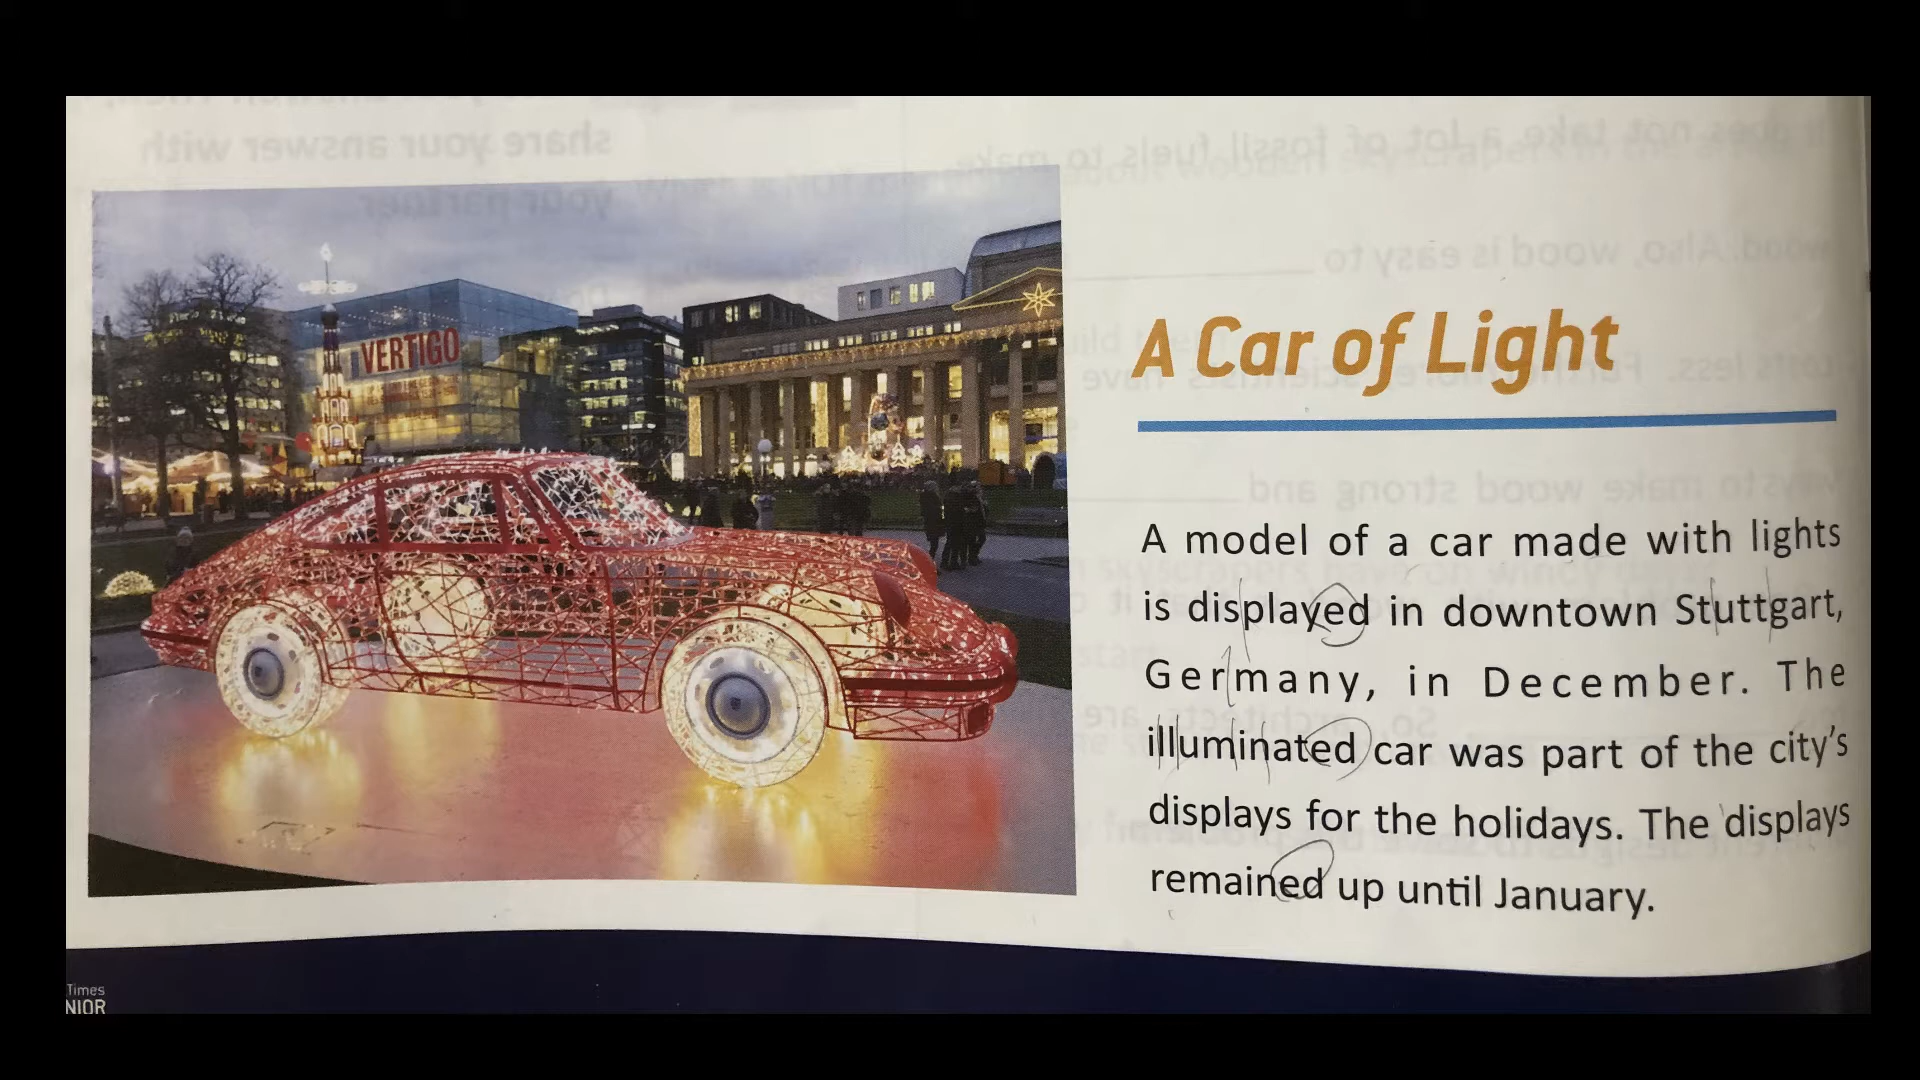 A Car of Light
A model of a car made with lights
is displayed in downtown Stuttgart,
Germany, in December. The
illuminated car was part of the city's
displays for the holidays. The displays
remained up until January.
VERTIGO
Times
NIOR